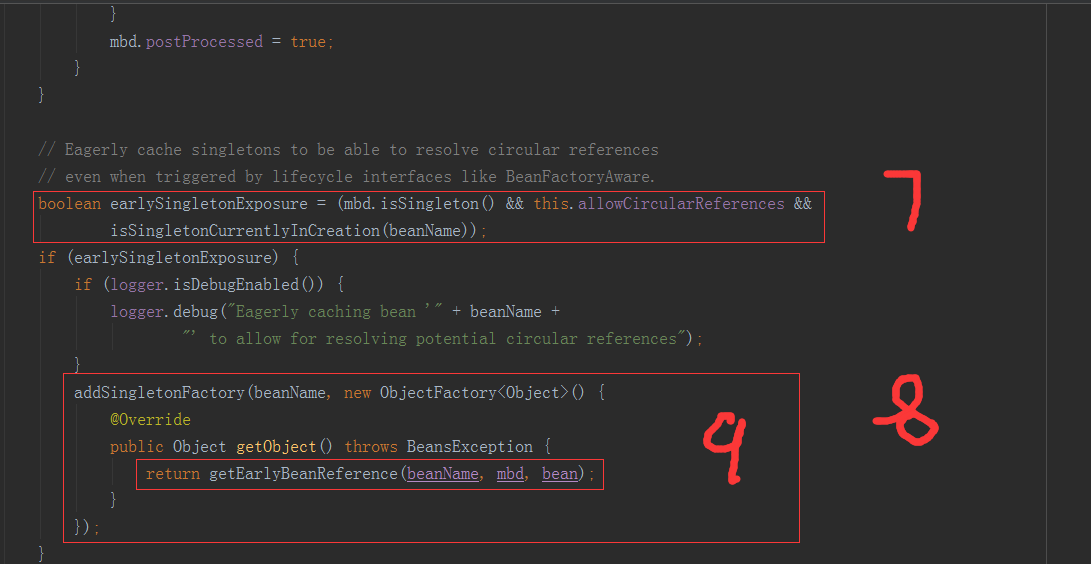 }
mbd.postProcessed = true;
}
}
// Eagerly cache singletons to be able to resolve circular references
// even when triggered by lifecycle interfaces like BeanFactoryAware.
boolean earlySingletonExposure = (mbd.isSingleton() && this.allowCircularReferences &&
isSingletonCurrentlyInCreation(beanName));
7
if (earlySingletonExposure) {
if (logger.isDebugEnabled()) {
logger.debug("Eagerly caching bean '" + beanName +
"' to allow for resolving potential circular references");
}
addSingletonFactory(beanName, new ObjectFactory<Object>() {
8
@Override
public Object getObject() throws BeansException {
9
return getEarlyBeanReference(beanName, mbd, bean);
}
});
}